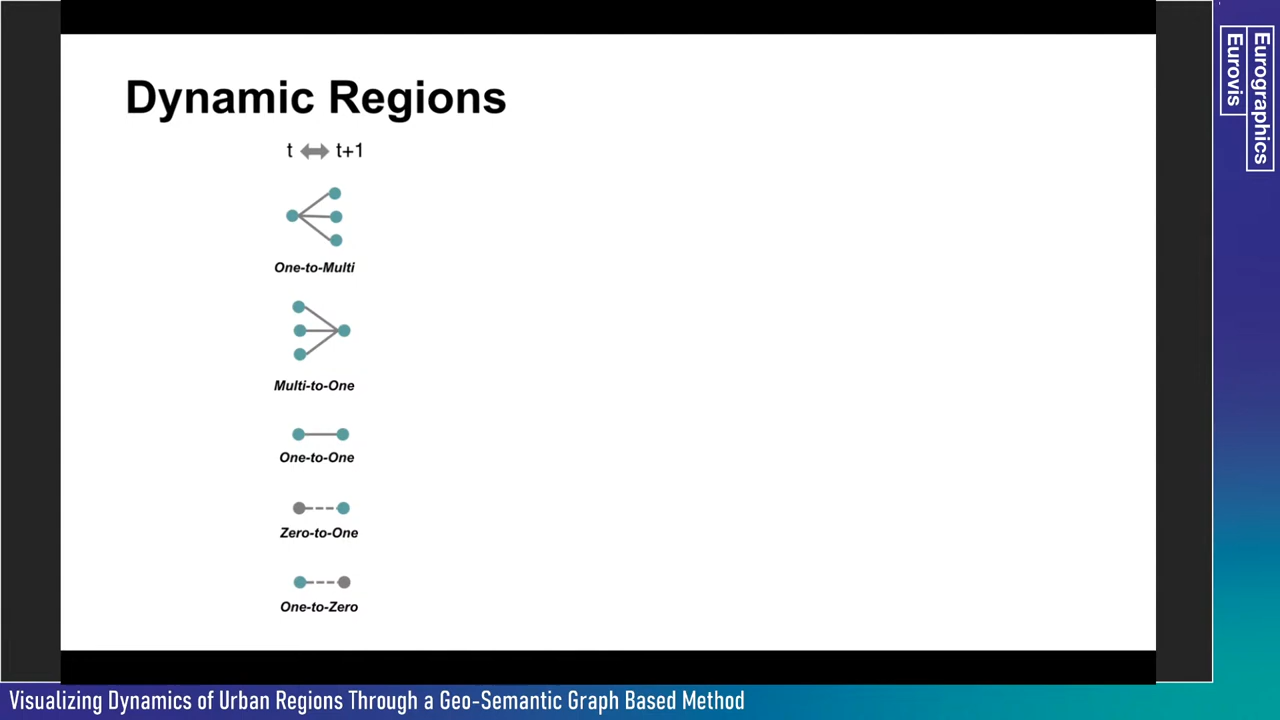 Dynamic Regions
t t+1
One-to-Multi
Multi-to-One
One-to-One
Zero-to-One
One-to-Zero
Eurographics
Eurovis
Visualizing Dynamics of Urban Regions Through a Geo-Semantic Graph Based Method